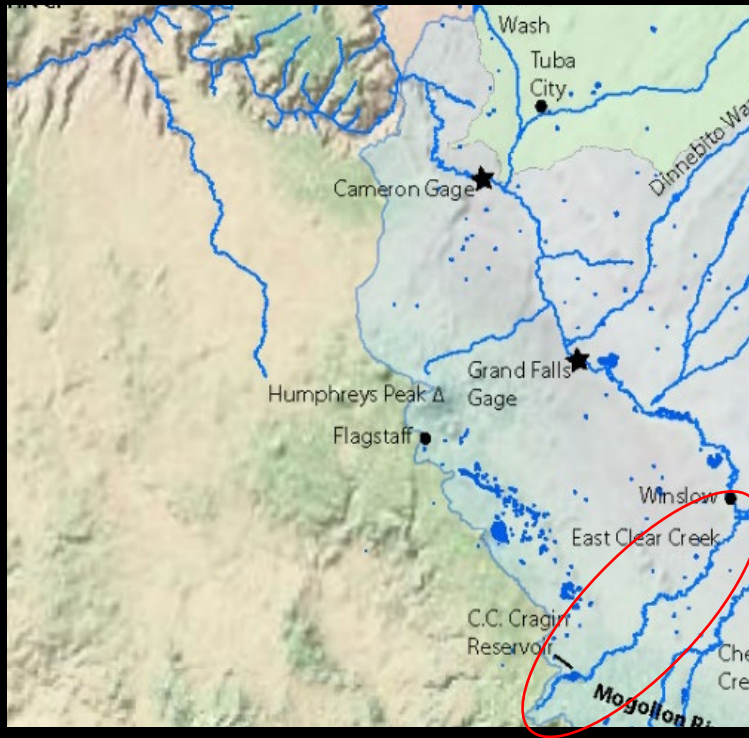 Wash
Tuba
City
Dinnebito Wa
Cameron Gage
Grand Falls
Gage
Humphreys Peak Δ
Flagstaff
Winslow
East Clear Creek
C.C. Cragin
Reservoir
Che
Cre
Mogollon Ri